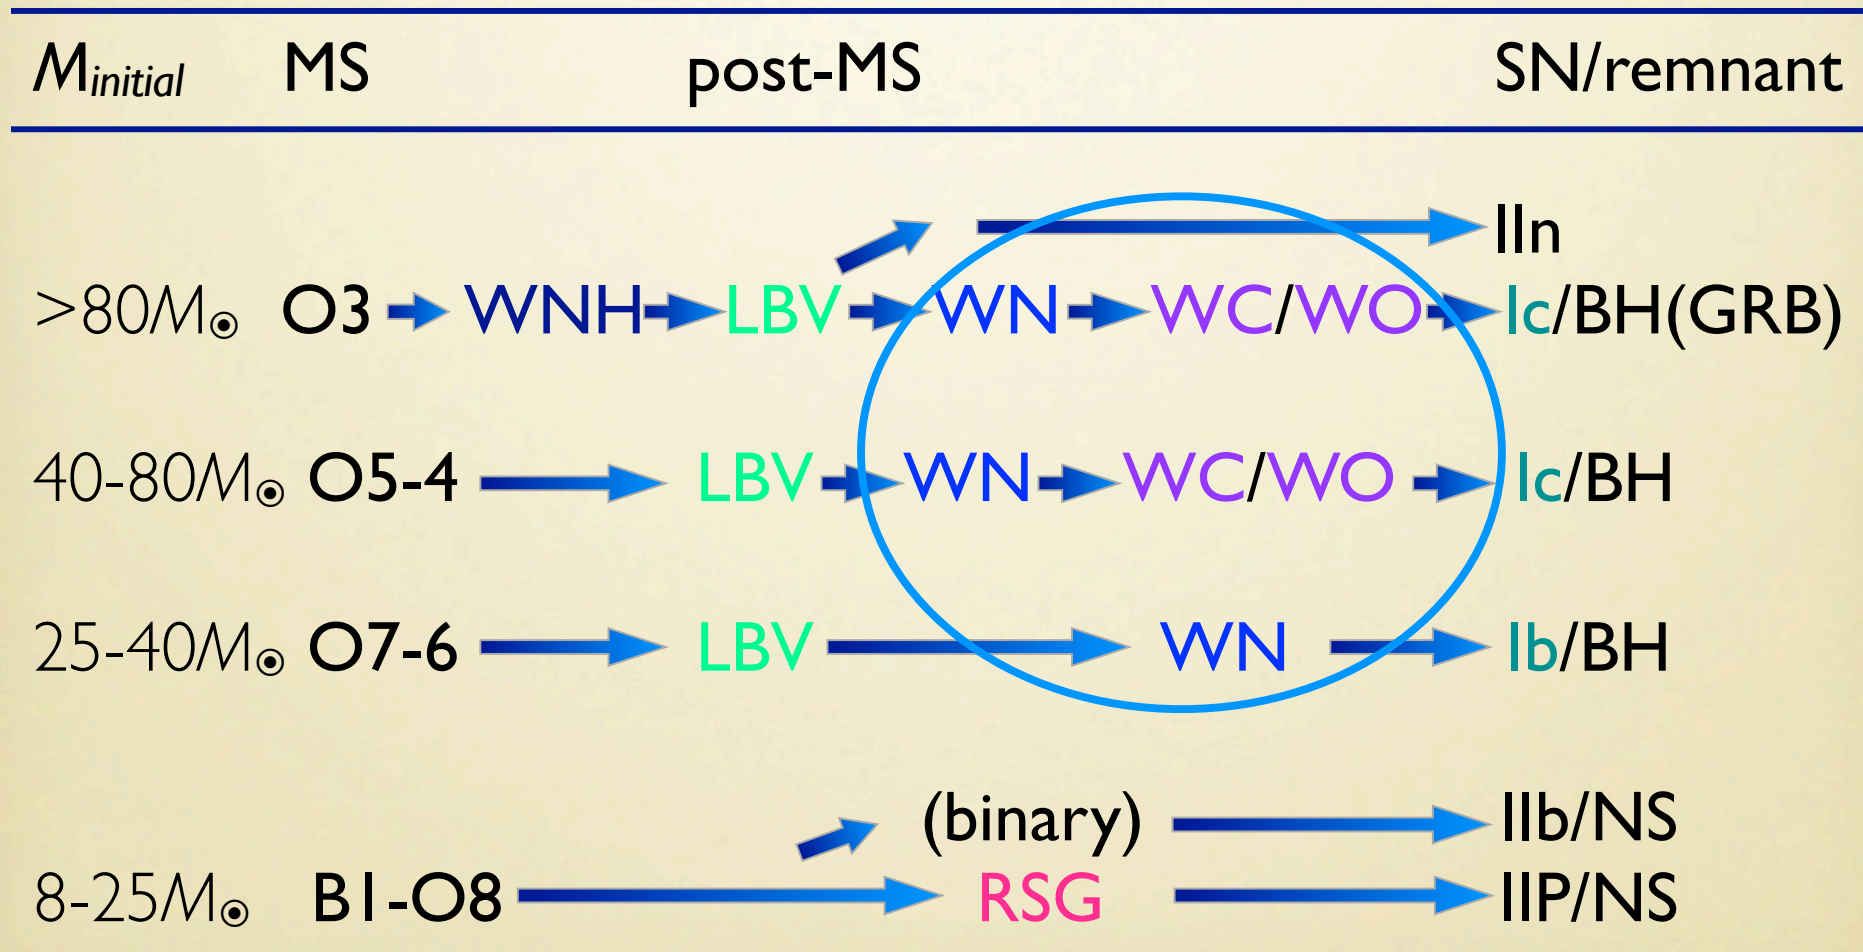 Minitial MS post-MS SN/remnant
IIn
>80M☉ O3 WNH LBV WN WC/WO Ic/BH(GRB)
40-80M☉ O5-4 LBV WN WC/WO Ic/BH
25-40M☉ O7-6 LBV WN Ib/BH
(binary) IIb/NS
8-25M☉ B1-O8 RSG IIP/NS